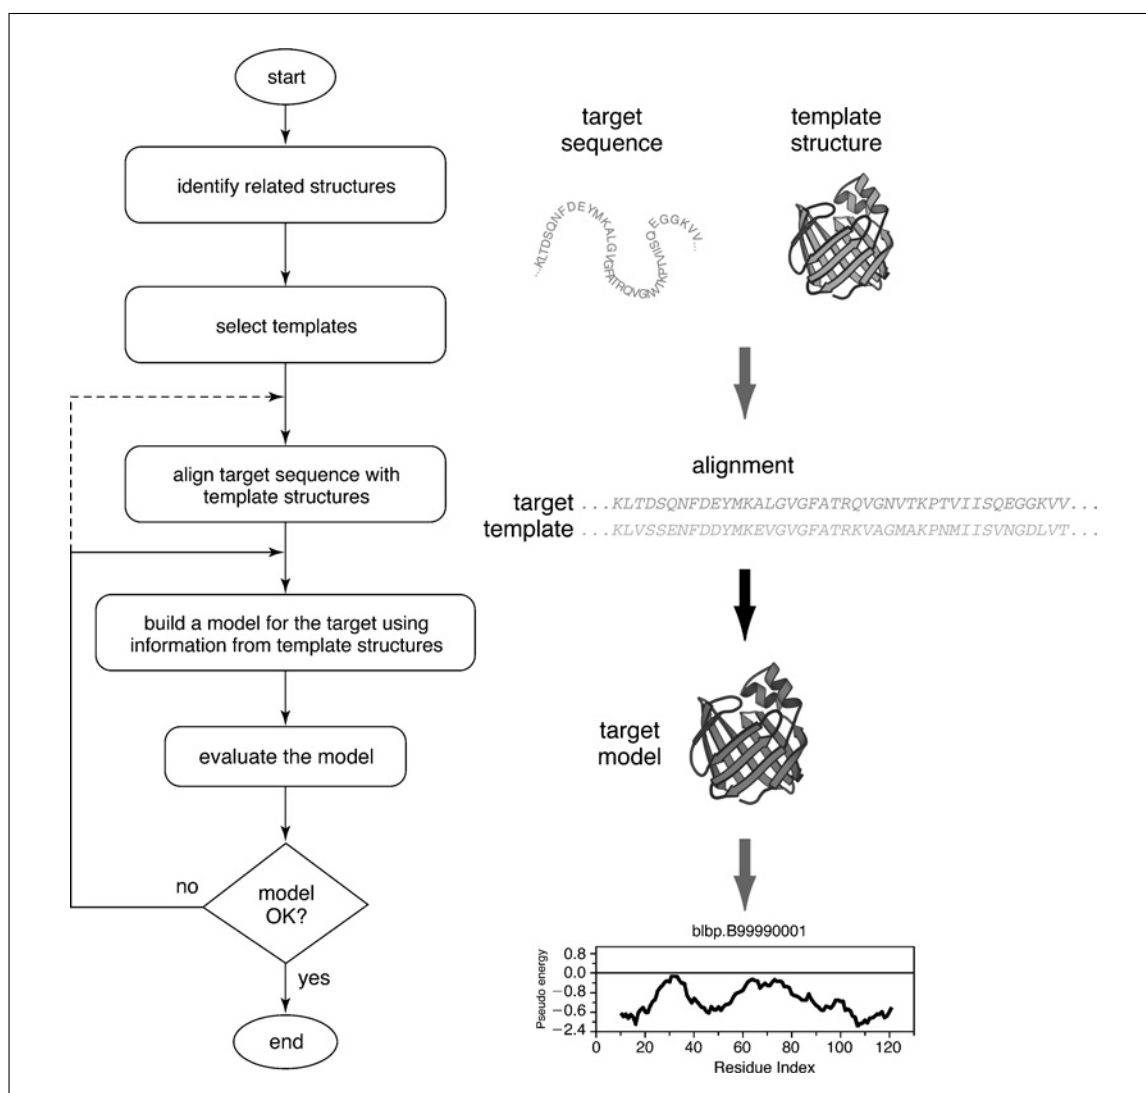 start
identify related structures
select templates
align target sequence with
template structures
build a model for the target using
information from template structures
evaluate the model
no
model
OK?
yes
end
target
sequence
template
structure
...KLTDSQNFDEYMKALGVGFATRQVGNVTKPTVIISQEGGKVV...
alignment
target ...KLTDSQNFDEYMKALGVGFATRQVGNVTKPTVIISQEGGKVV...
template ...KLVSSENFDDYMKEVGVGFATRKVAGMAKPNMIISVNGDLVT...
target
model
blbp.B99990001
Pseudo energy
0.8
0.0
−0.8
−0.6
−2.4
0 20 40 60 80 100 120
Residue Index